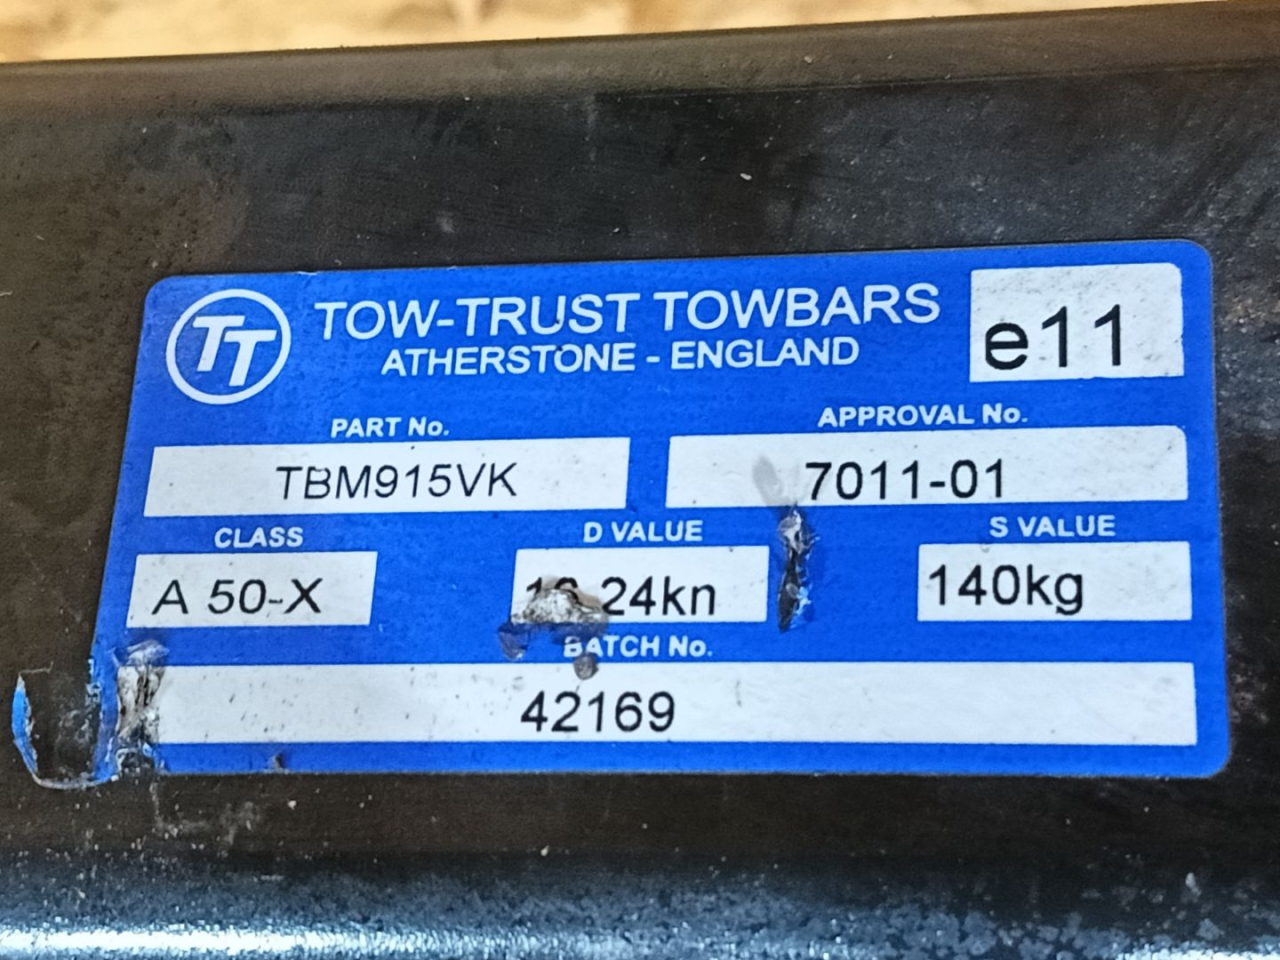 TT
TOW-TRUST TOWBARS
ATHERSTONE - ENGLAND
e11
PART No.
APPROVAL No.
TBM915VK
7011-01
CLASS
D VALUE
S VALUE
A 50-X
140kg
BATCH No.
42169